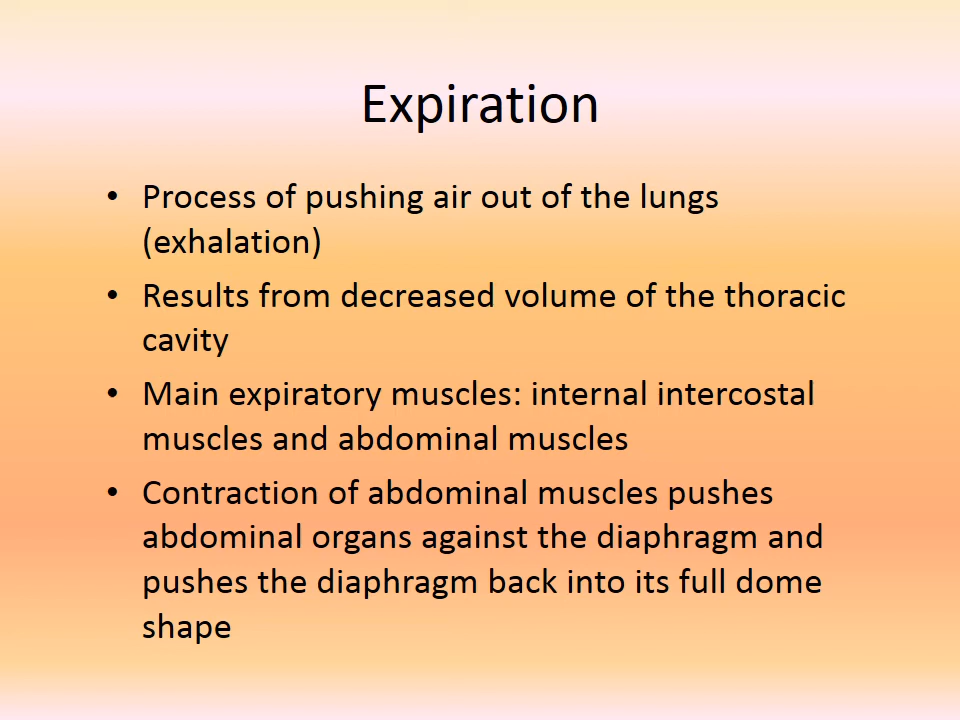 Expiration
• Process of pushing air out of the lungs
(exhalation)
• Results from decreased volume of the thoracic
cavity
• Main expiratory muscles: internal intercostal
muscles and abdominal muscles
• Contraction of abdominal muscles pushes
abdominal organs against the diaphragm and
pushes the diaphragm back into its full dome
shape